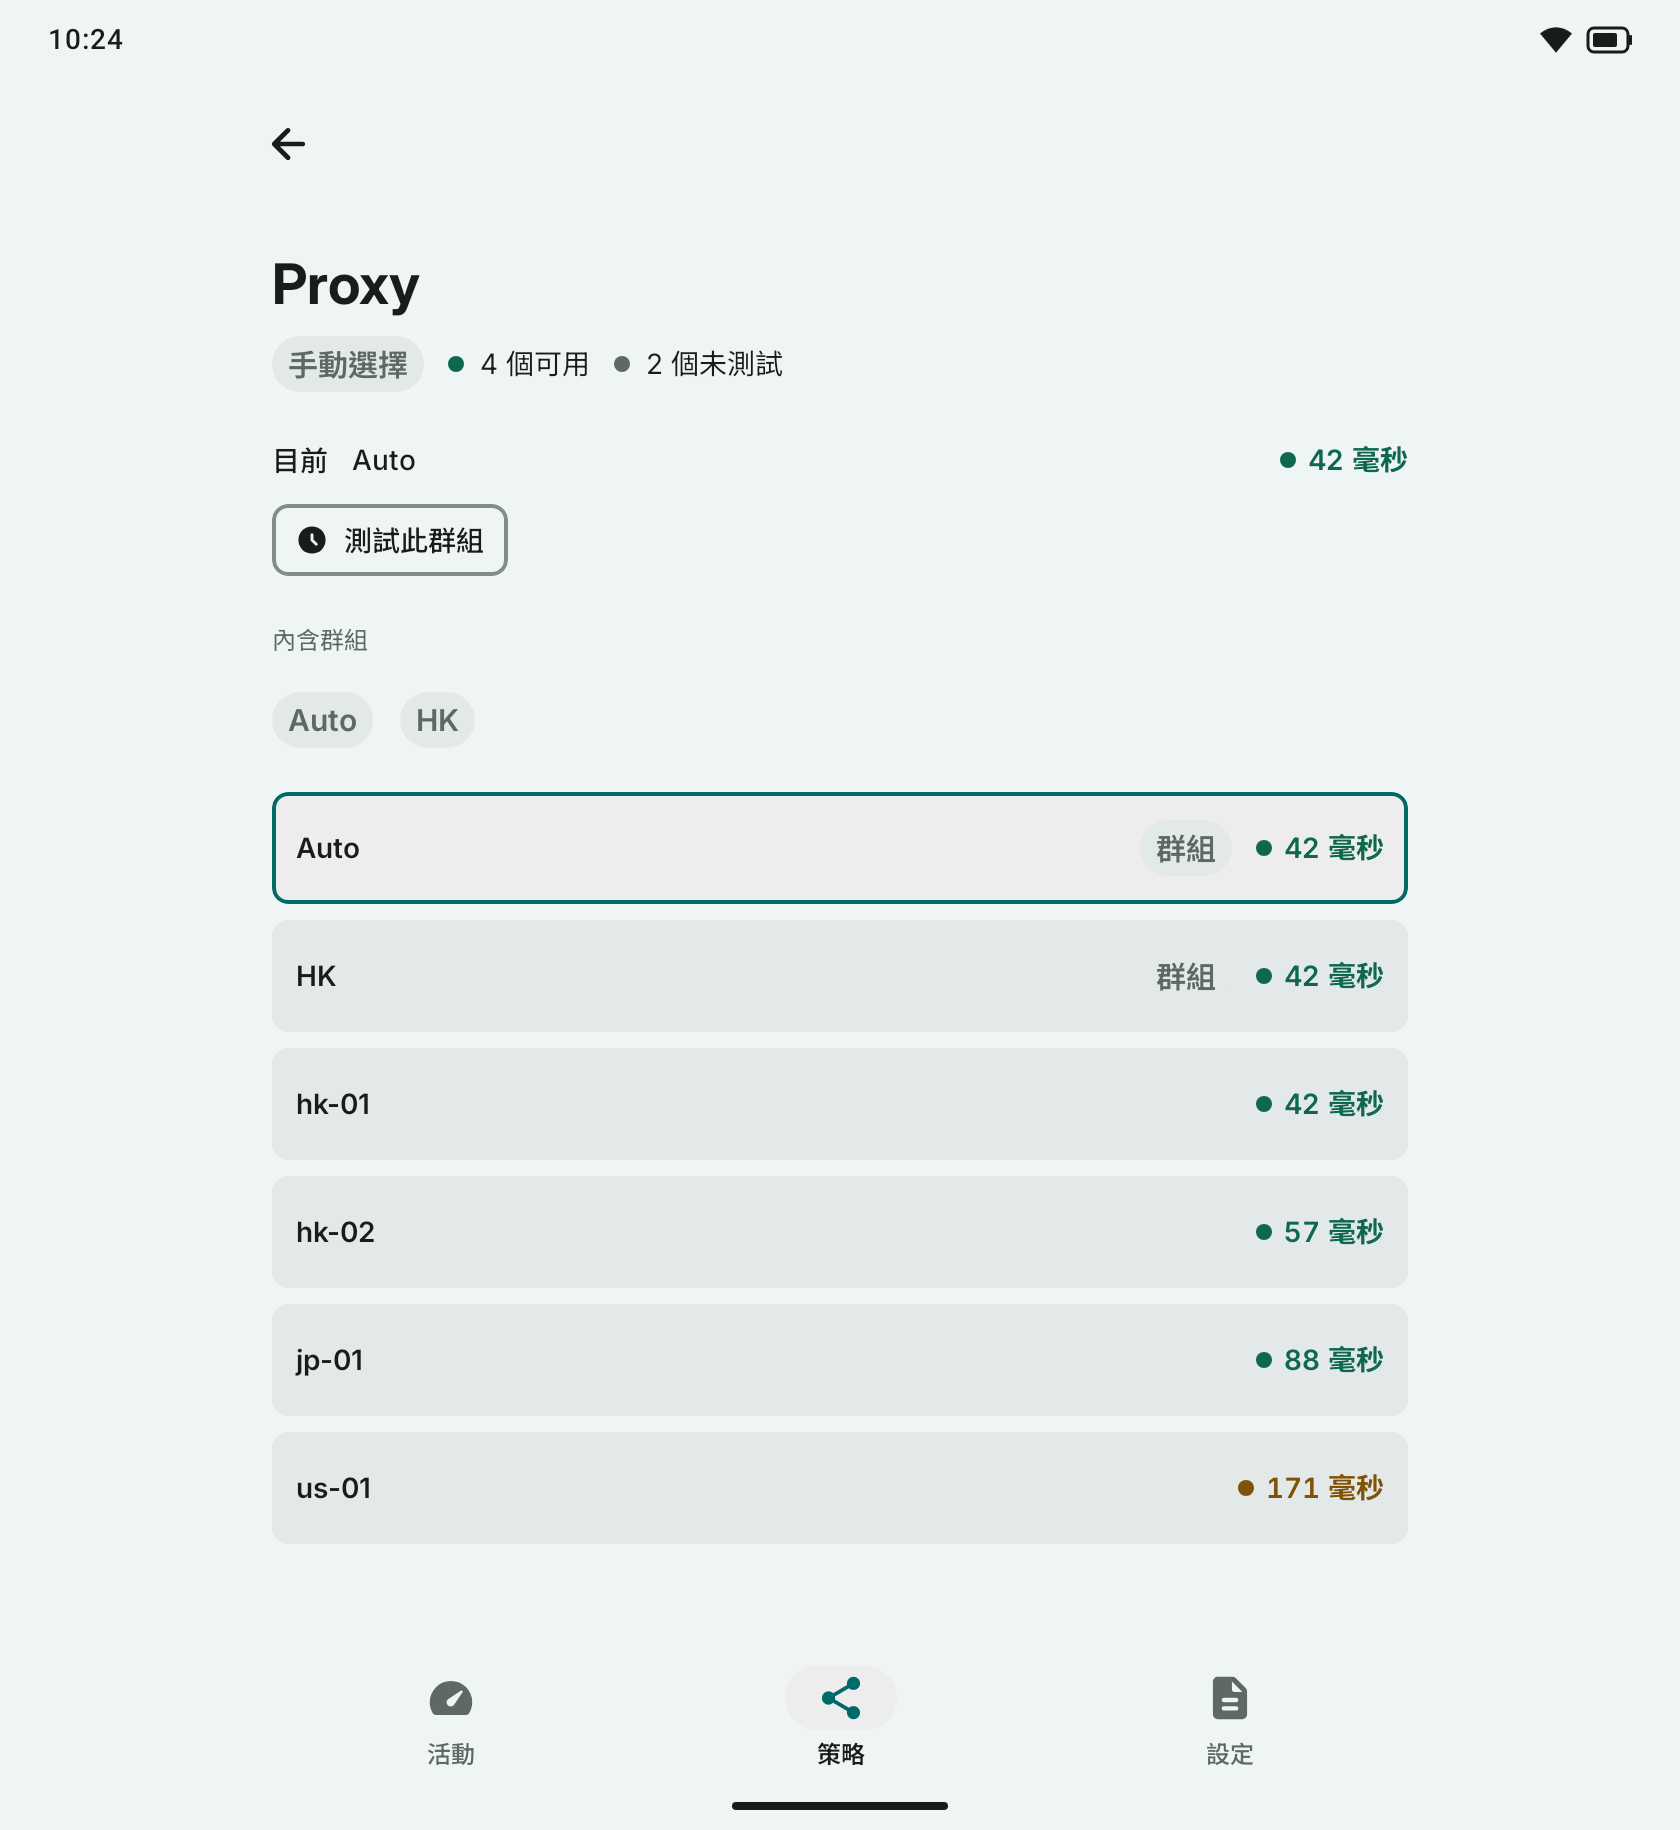 10:24
Proxy
手動選擇 4 個可用 2 個未測試
目前 Auto 42 毫秒
測試此群組
內含群組
Auto HK
Auto 群組 42 毫秒
HK 群組 42 毫秒
hk-01 42 毫秒
hk-02 57 毫秒
jp-01 88 毫秒
us-01 171 毫秒
活動 策略 設定